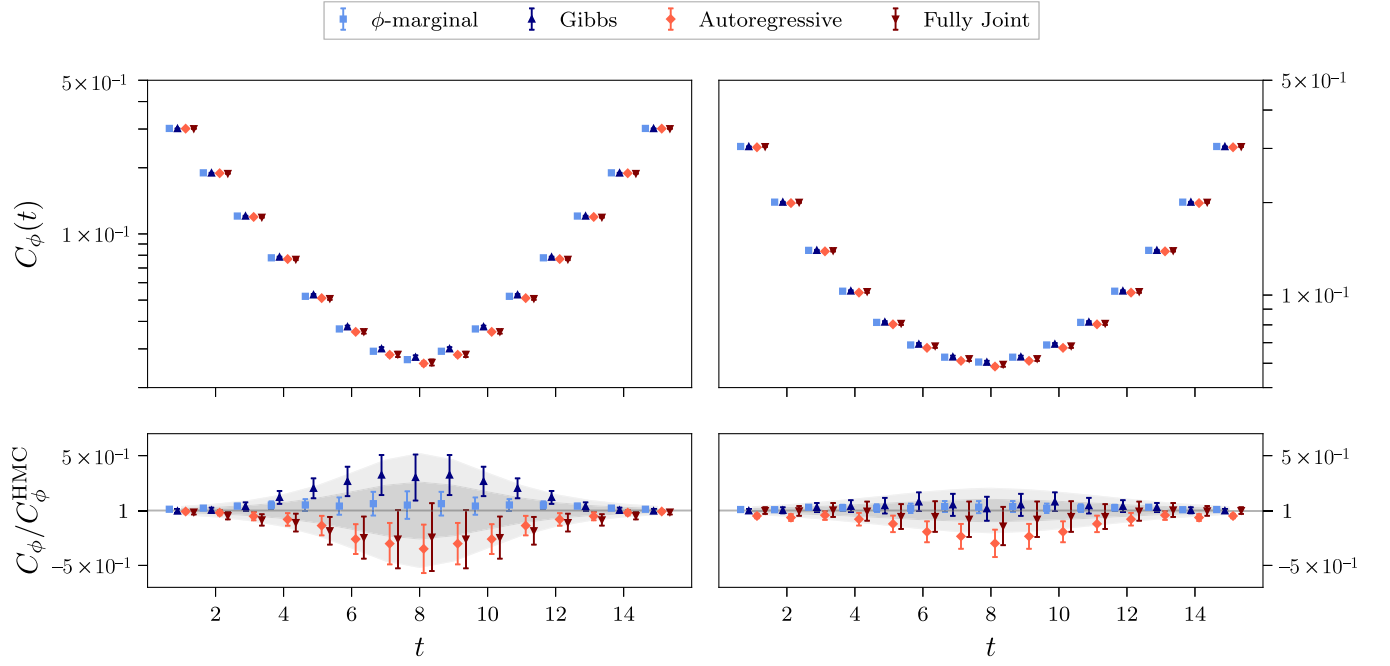 ϕ-marginal Gibbs Autoregressive Fully Joint
5 × 10⁻¹
1 × 10⁻¹
C_ϕ(t)
5 × 10⁻¹
1 × 10⁻¹
5 × 10⁻¹
1
−5 × 10⁻¹
C_ϕ/C_ϕ^HMC
5 × 10⁻¹
1
−5 × 10⁻¹
2 4 6 8 10 12 14
t
2 4 6 8 10 12 14
t